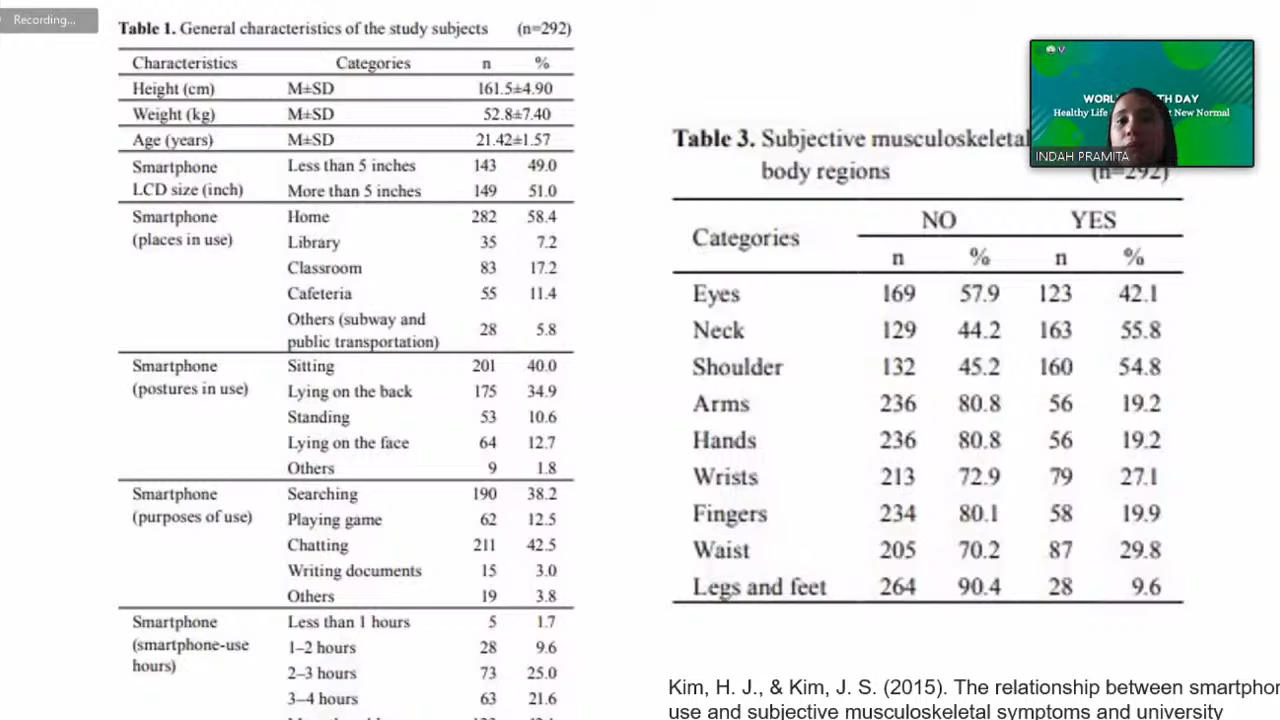 Recording...
Table 1. General characteristics of the study subjects (n=292)
Characteristics Categories n %
Height (cm) M±SD 161.5±4.90
Weight (kg) M±SD 52.8±7.40
Age (years) M±SD 21.42±1.57
Smartphone Less than 5 inches 143 49.0
LCD size (inch) More than 5 inches 149 51.0
Smartphone Home 282 58.4
(places in use) Library 35 7.2
Classroom 83 17.2
Cafeteria 55 11.4
Others (subway and
public transportation) 28 5.8
Smartphone Sitting 201 40.0
(postures in use) Lying on the back 175 34.9
Standing 53 10.6
Lying on the face 64 12.7
Others 9 1.8
Smartphone Searching 190 38.2
(purposes of use) Playing game 62 12.5
Chatting 211 42.5
Writing documents 15 3.0
Others 19 3.8
Smartphone Less than 1 hours 5 1.7
(smartphone-use 1–2 hours 28 9.6
hours) 2–3 hours 73 25.0
3–4 hours 63 21.6
Table 3. Subjective musculoskeletal
body regions (n=292)
Categories NO YES
n % n %
Eyes 169 57.9 123 42.1
Neck 129 44.2 163 55.8
Shoulder 132 45.2 160 54.8
Arms 236 80.8 56 19.2
Hands 236 80.8 56 19.2
Wrists 213 72.9 79 27.1
Fingers 234 80.1 58 19.9
Waist 205 70.2 87 29.8
Legs and feet 264 90.4 28 9.6
Kim, H. J., & Kim, J. S. (2015). The relationship between
use and subjective musculoskeletal symptoms and university
DAY
Healthy Life New Normal
INDAH PRAMITA